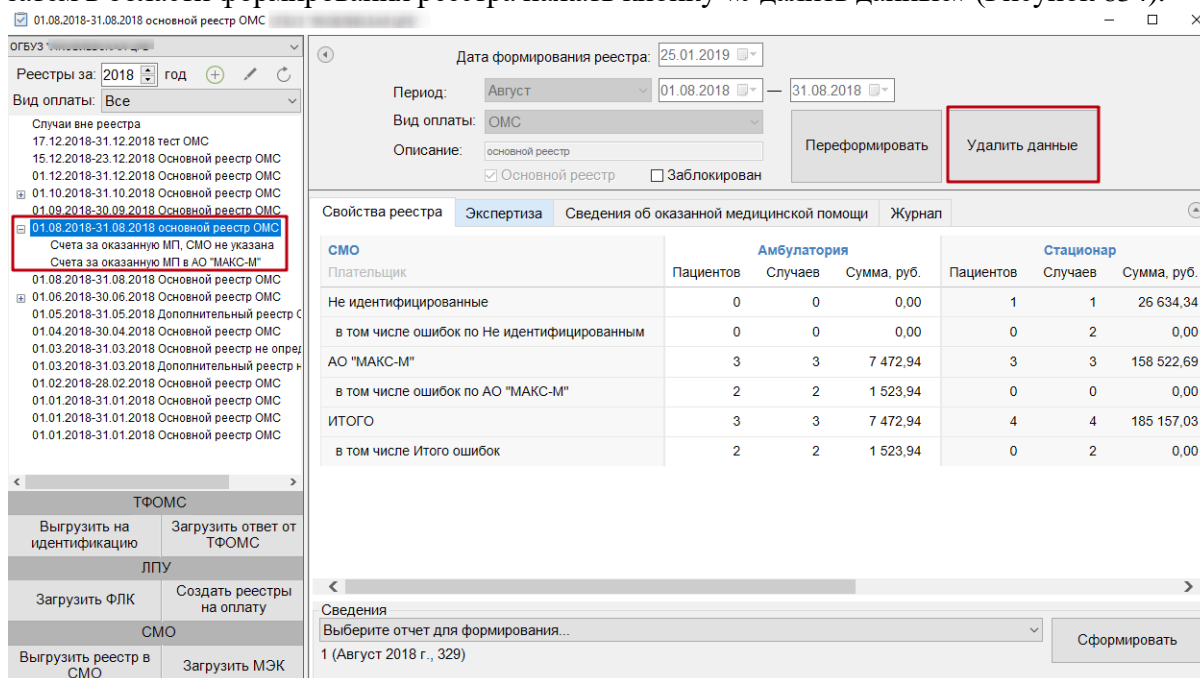 затем в области формирования реестра нажать кнопку «Удалить данные» (Рисунок 834).
01.08.2018-31.08.2018 основной реестр ОМС
ОГБУЗ
Реестры за: 2018 год
Вид оплаты: Все
Случаи вне реестра
17.12.2018-31.12.2018 тест ОМС
15.12.2018-23.12.2018 Основной реестр ОМС
01.12.2018-31.12.2018 Основной реестр ОМС
01.10.2018-31.10.2018 Основной реестр ОМС
01.09.2018-30.09.2018 Основной реестр ОМС
01.08.2018-31.08.2018 основной реестр ОМС
Счета за оказанную МП, СМО не указана
Счета за оказанную МП в АО "МАКС-М"
01.08.2018-31.08.2018 Основной реестр ОМС
01.06.2018-30.06.2018 Основной реестр ОМС
01.05.2018-31.05.2018 Дополнительный реестр О
01.04.2018-30.04.2018 Основной реестр ОМС
01.03.2018-31.03.2018 Основной реестр не опред
01.03.2018-31.03.2018 Дополнительный реестр н
01.02.2018-28.02.2018 Основной реестр ОМС
01.01.2018-31.01.2018 Основной реестр ОМС
01.01.2018-31.01.2018 Основной реестр ОМС
01.01.2018-31.01.2018 Основной реестр ОМС
ТФОМС
Выгрузить на идентификацию
Загрузить ответ от ТФОМС
ЛПУ
Загрузить ФЛК
Создать реестры на оплату
СМО
Выгрузить реестр в СМО
Загрузить МЭК
Дата формирования реестра: 25.01.2019
Период: Август 01.08.2018 — 31.08.2018
Вид оплаты: ОМС
Описание: основной реестр
Основной реестр Заблокирован
Переформировать
Удалить данные
Свойства реестра Экспертиза Сведения об оказанной медицинской помощи Журнал
СМО Амбулатория Стационар
Плательщик Пациентов Случаев Сумма, руб. Пациентов Случаев Сумма, руб.
Не идентифицированные 0 0 0,00 1 1 26 634,34
в том числе ошибок по Не идентифицированным 0 0 0,00 0 2 0,00
АО "МАКС-М" 3 3 7 472,94 3 3 158 522,69
в том числе ошибок по АО "МАКС-М" 2 2 1 523,94 0 0 0,00
ИТОГО 3 3 7 472,94 4 4 185 157,03
в том числе Итого ошибок 2 2 1 523,94 0 2 0,00
Сведения
Выберите отчет для формирования...
1 (Август 2018 г., 329)
Сформировать